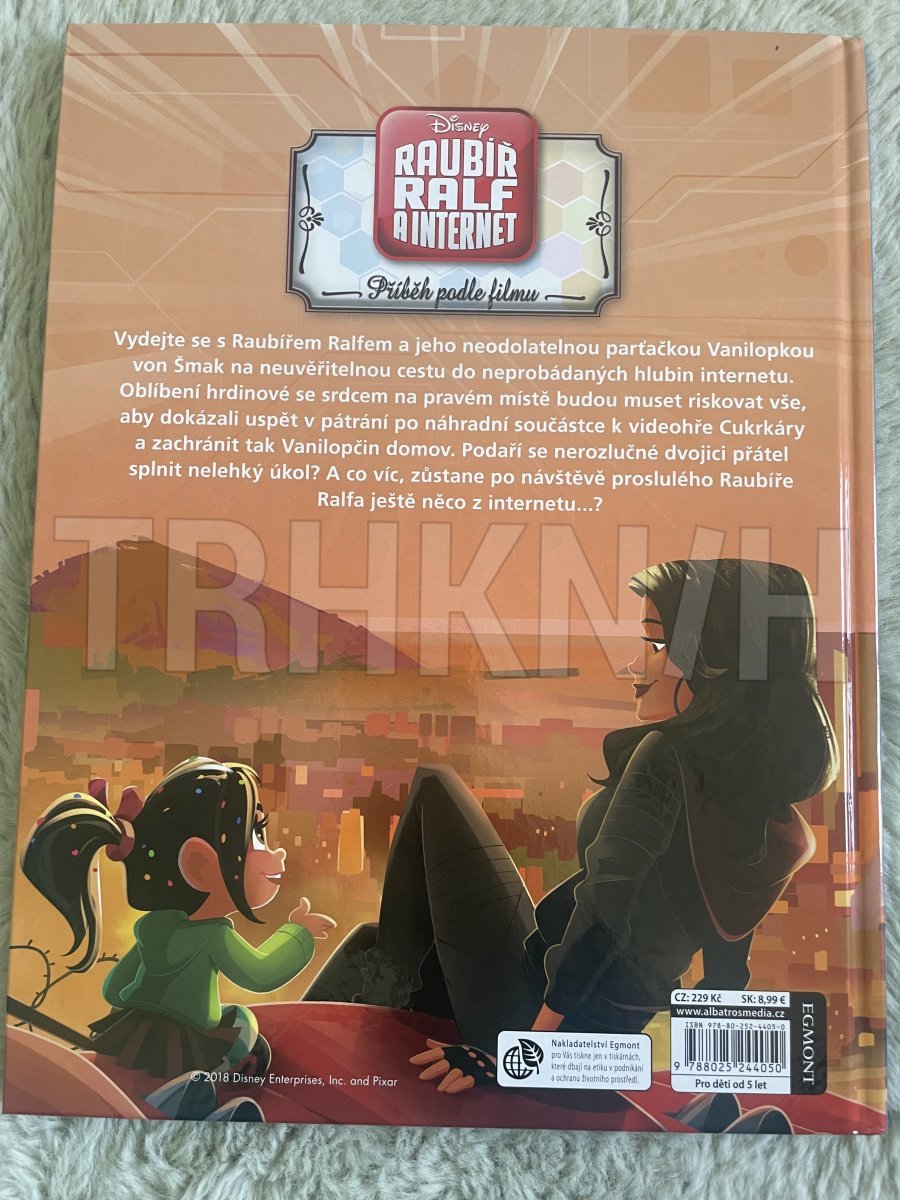 Disney
RAUBÍŘ
RALF
A INTERNET
Příběh podle filmu
Vydejte se s Raubířem Ralfem a jeho neodolatelnou parťačkou Vanilopkou
von Šmak na neuvěřitelnou cestu do neprobádaných hlubin internetu.
Oblíbení hrdinové se srdcem na pravém místě budou muset riskovat vše,
aby dokázali uspět v pátrání po náhradní součástce k videohře Cukrkáry
a zachránit tak Vanilopčin domov. Podaří se nerozlučné dvojici přátel
splnit nelehký úkol? A co víc, zůstane po návštěvě proslulého Raubíře
Ralfa ještě něco z internetu...?
TRHKNIH
CZ: 229 Kč SK: 8,99 €
www.albatrosmedia.cz
ISBN 978-80-252-4405-0
9 788025 244050
Pro děti od 5 let
EGMONT
Nakladatelství Egmont
pro Vás tiskne jen v tiskárnách,
které dbají na etiku v podnikání
a ochranu životního prostředí.
© 2018 Disney Enterprises, Inc. and Pixar